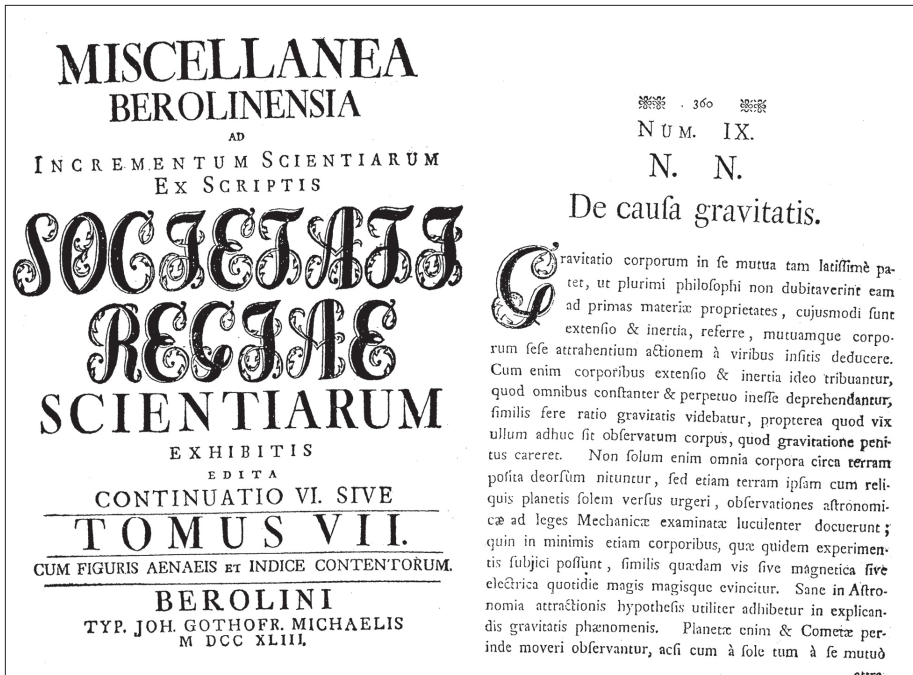 MISCELLANEA
BEROLINENSIA
AD
INCREMENTUM SCIENTIARUM
EX SCRIPTIS
SOCIETATI
REGIAE
SCIENTIARUM
EXHIBITIS
EDITA
CONTINUATIO VI. SIVE
TOMUS VII.
CUM FIGURIS AENAEIS ET INDICE CONTENTORUM.
BEROLINI
TYP. JOH. GOTHOFR. MICHAELIS
M DCC XLIII.
360
NUM. IX.
N. N.
De cauſa gravitatis.
Gravitatio corporum in ſe mutua tam latiſſimè pa-
tet, ut plurimi philoſophi non dubitaverint eam
ad primas materiæ proprietates, cujusmodi ſunt
extenſio & inertia, referre, mutuamque corpo-
rum ſeſe attrahentium actionem à viribus inſitis deducere.
Cum enim corporibus extenſio & inertia ideo tribuantur,
quod omnibus conſtanter & perpetuo ineſſe deprehendantur,
ſimilis fere ratio gravitatis videbatur, propterea quod vix
ullum adhuc ſit obſervatum corpus, quod gravitatione peni-
tus careret. Non ſolum enim omnia corpora circa terram
poſita deorſum nituntur, ſed etiam terram ipſam cum reli-
quis planetis ſolem verſus urgeri, obſervationes aſtronomi-
cæ ad leges Mechanicæ examinatæ luculenter docuerunt;
quin in minimis etiam corporibus, quæ quidem experimen-
tis ſubjici poſſunt, ſimilis quædam vis ſive magnetica ſive
electrica quotidie magis magisque evincitur. Sane in Aſtro-
nomia attractionis hypotheſis utiliter adhibetur in explican-
dis gravitatis phænomenis. Planetæ enim & Cometæ per-
inde moveri obſervantur, acſi cum à ſole tum à ſe mutuò